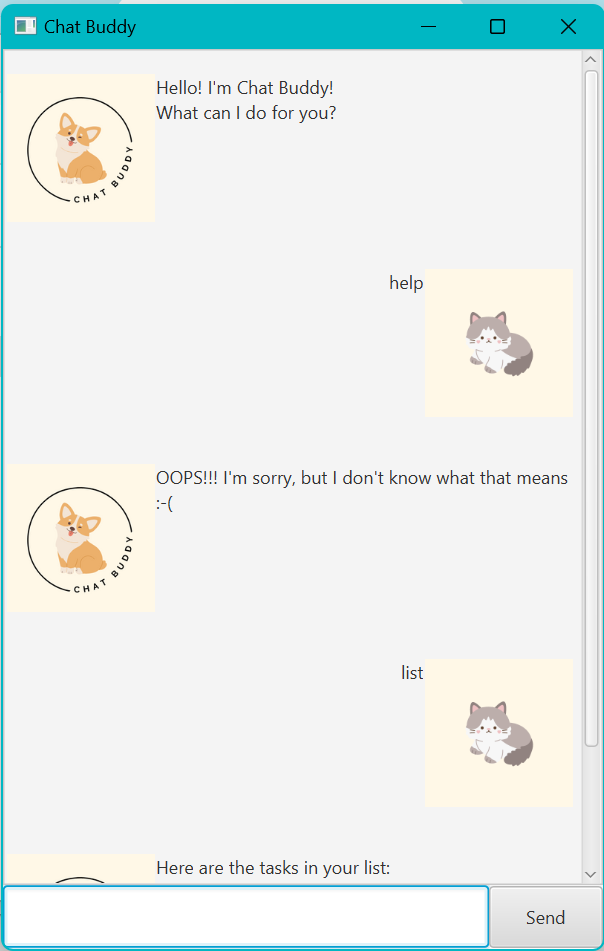 Chat Buddy
Hello! I'm Chat Buddy!
What can I do for you?
CHAT BUDDY
help
OOPS!!! I'm sorry, but I don't know what that means
:-(
CHAT BUDDY
list
Here are the tasks in your list:
Send